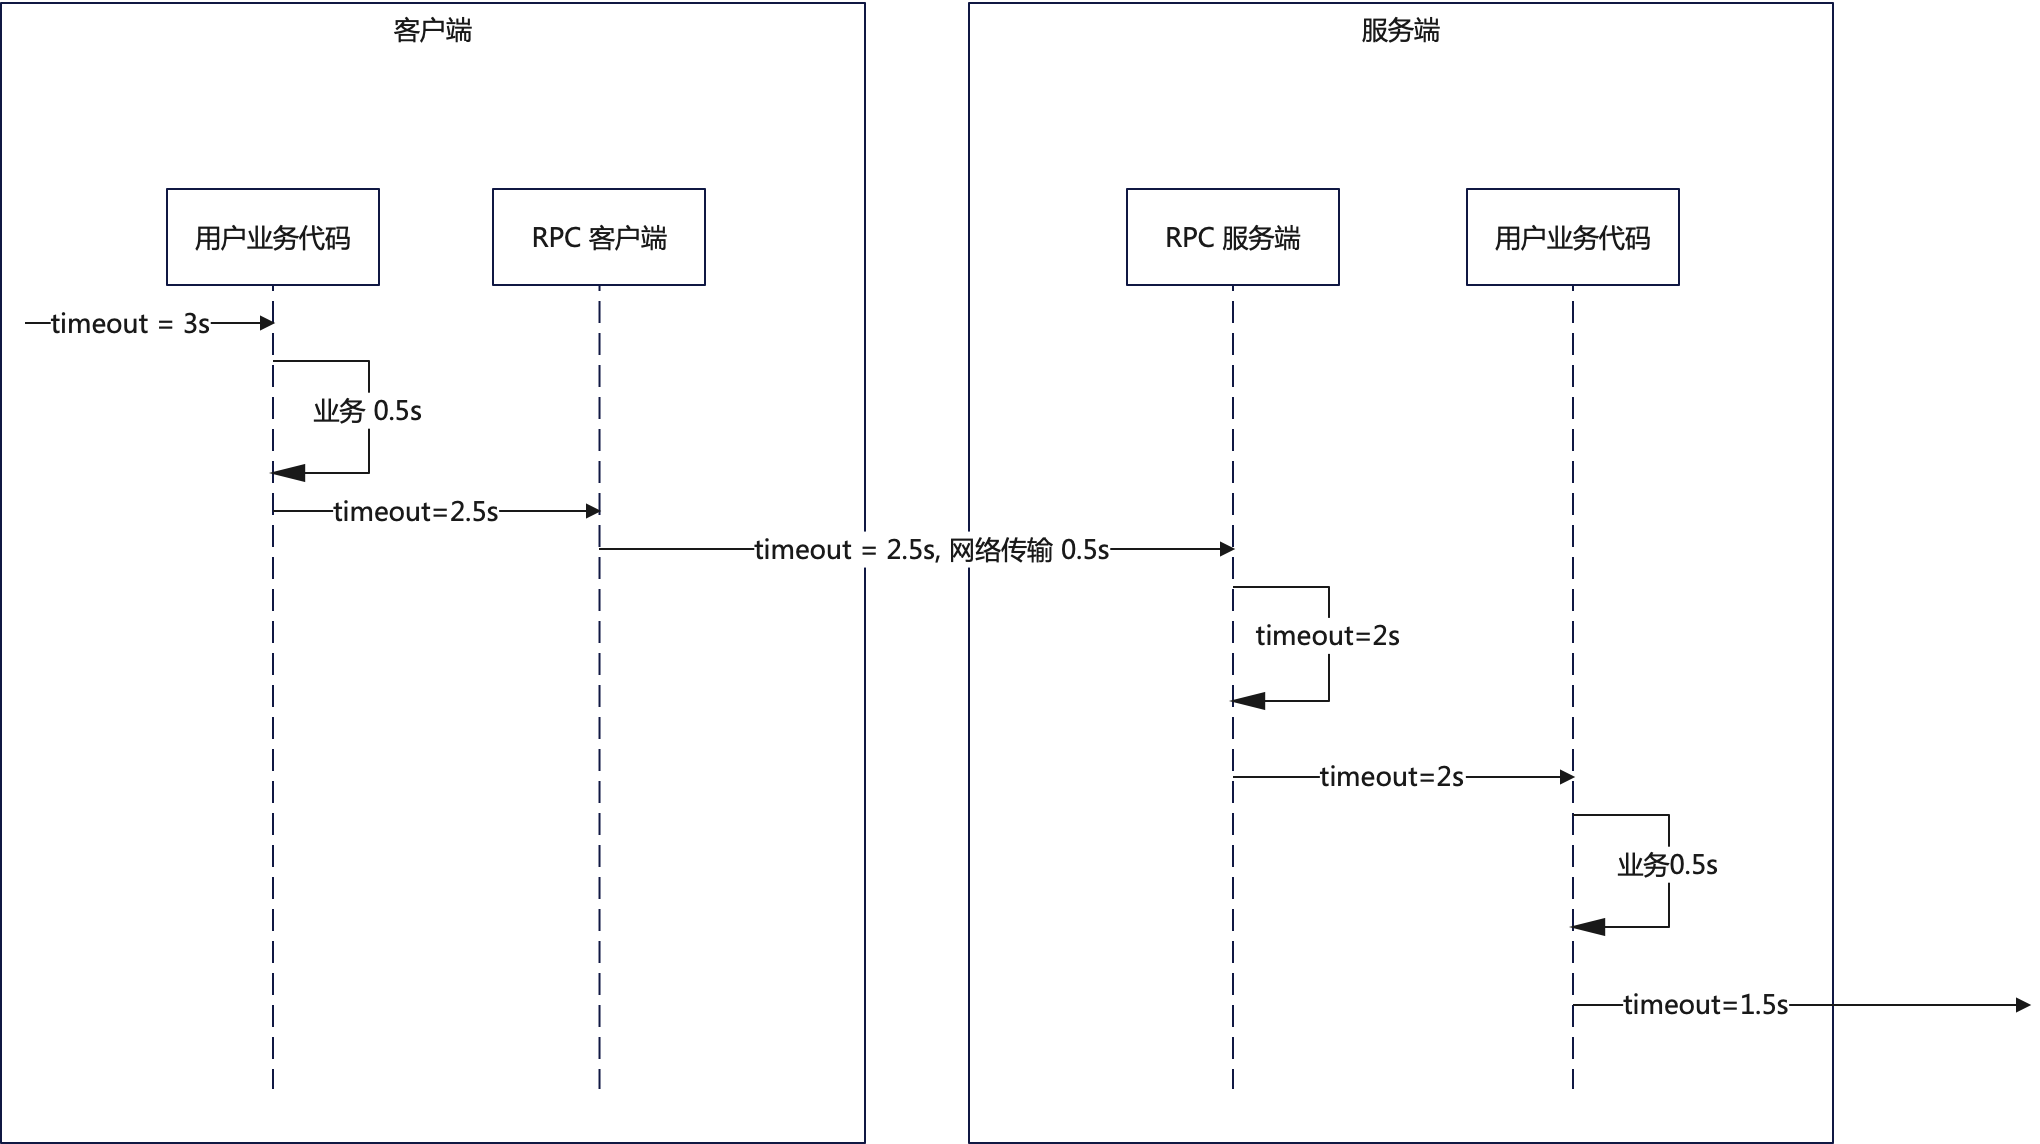 客户端
服务端
用户业务代码
RPC 客户端
RPC 服务端
用户业务代码
timeout = 3s
业务 0.5s
timeout=2.5s
timeout = 2.5s, 网络传输 0.5s
timeout=2s
timeout=2s
业务0.5s
timeout=1.5s